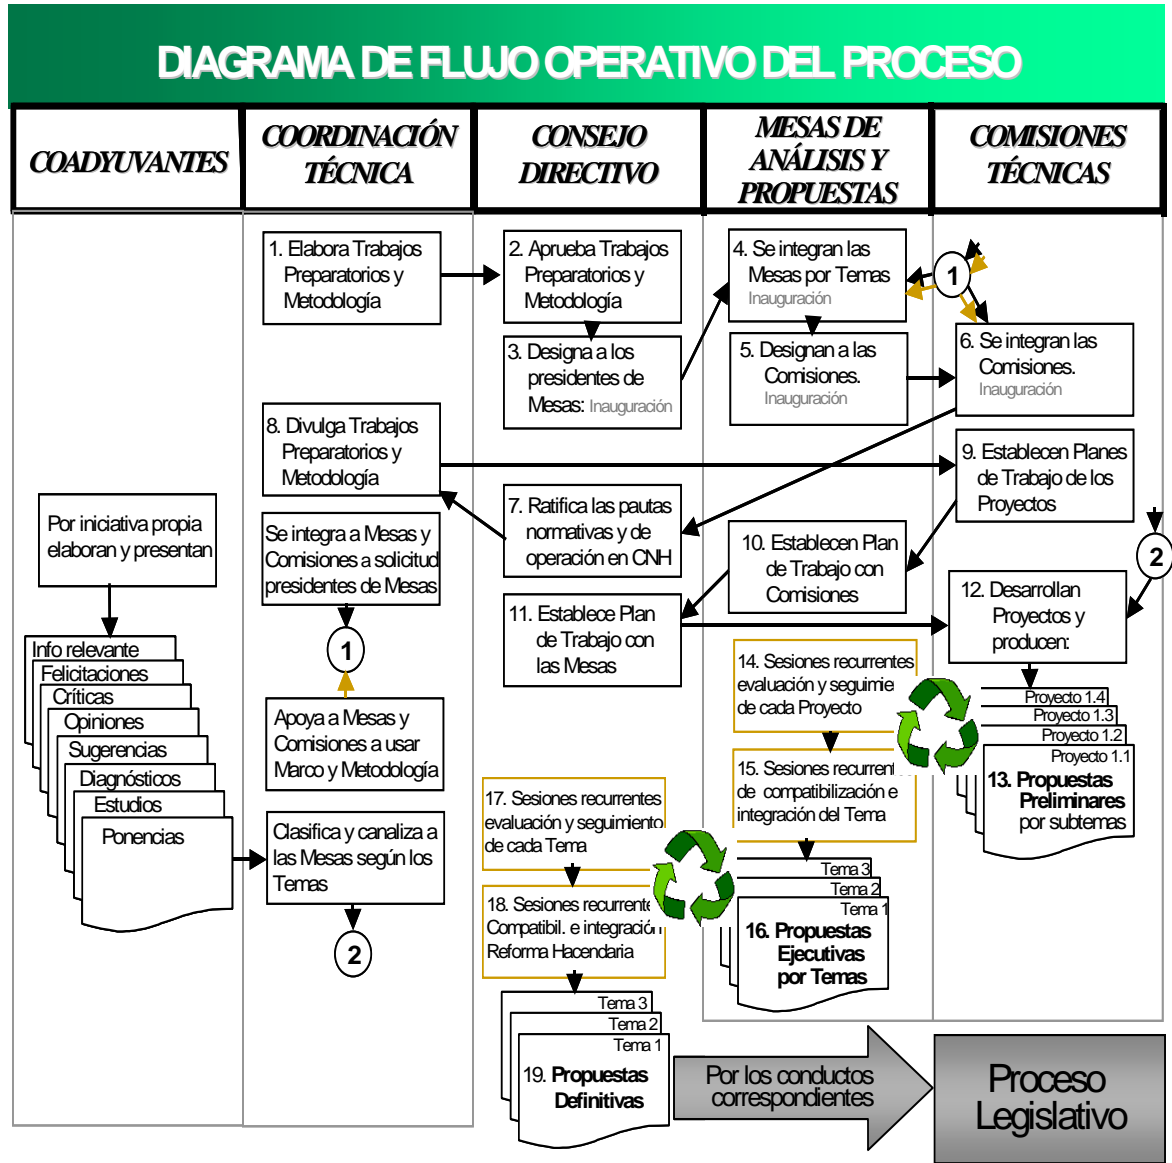 DIAGRAMA DE FLUJO OPERATIVO DEL PROCESO
COADYUVANTES
COORDINACIÓN
TÉCNICA
CONSEJO
DIRECTIVO
MESAS DE
ANÁLISIS Y
PROPUESTAS
COMISIONES
TÉCNICAS
1. Elabora Trabajos
Preparatorios y
Metodología
2. Aprueba Trabajos
Preparatorios y
Metodología
3. Designa a los
presidentes de
Mesas: Inauguración
4. Se integran las
Mesas por Temas
Inauguración
1
5. Designan a las
Comisiones.
Inauguración
6. Se integran las
Comisiones.
Inauguración
8. Divulga Trabajos
Preparatorios y
Metodología
7. Ratifica las pautas
normativas y de
operación en CNH
9. Establecen Planes
de Trabajo de los
Proyectos
10. Establecen Plan
de Trabajo con
Comisiones
11. Establece Plan
de Trabajo con
las Mesas
2
12. Desarrollan
Proyectos y
producen:
Por iniciativa propia
elaboran y presentan
Info relevante
Felicitaciones
Críticas
Opiniones
Sugerencias
Diagnósticos
Estudios
Ponencias
Se integra a Mesas y
Comisiones a solicitud
presidentes de Mesas
1
Apoya a Mesas y
Comisiones a usar
Marco y Metodología
Clasifica y canaliza a
las Mesas según los
Temas
2
14. Sesiones recurrentes
evaluación y seguimie
de cada Proyecto
15. Sesiones recurrent
de compatibilización e
integración del Tema
Proyecto 1.4
Proyecto 1.3
Proyecto 1.2
Proyecto 1.1
13. Propuestas
Preliminares
por subtemas
17. Sesiones recurrentes
evaluación y seguimiento
de cada Tema
18. Sesiones recurrente
Compatibil. e integración
Reforma Hacendaria
Tema 3
Tema 2
Tema 1
16. Propuestas
Ejecutivas
por Temas
Tema 3
Tema 2
Tema 1
19. Propuestas
Definitivas
Por los conductos
correspondientes
Proceso
Legislativo